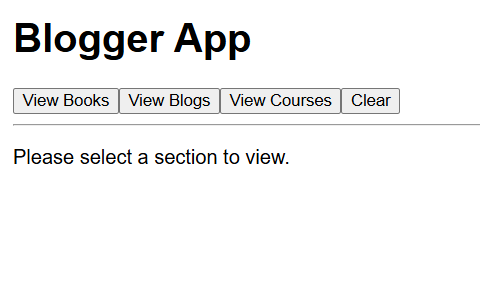 Blogger App
View Books View Blogs View Courses Clear
Please select a section to view.